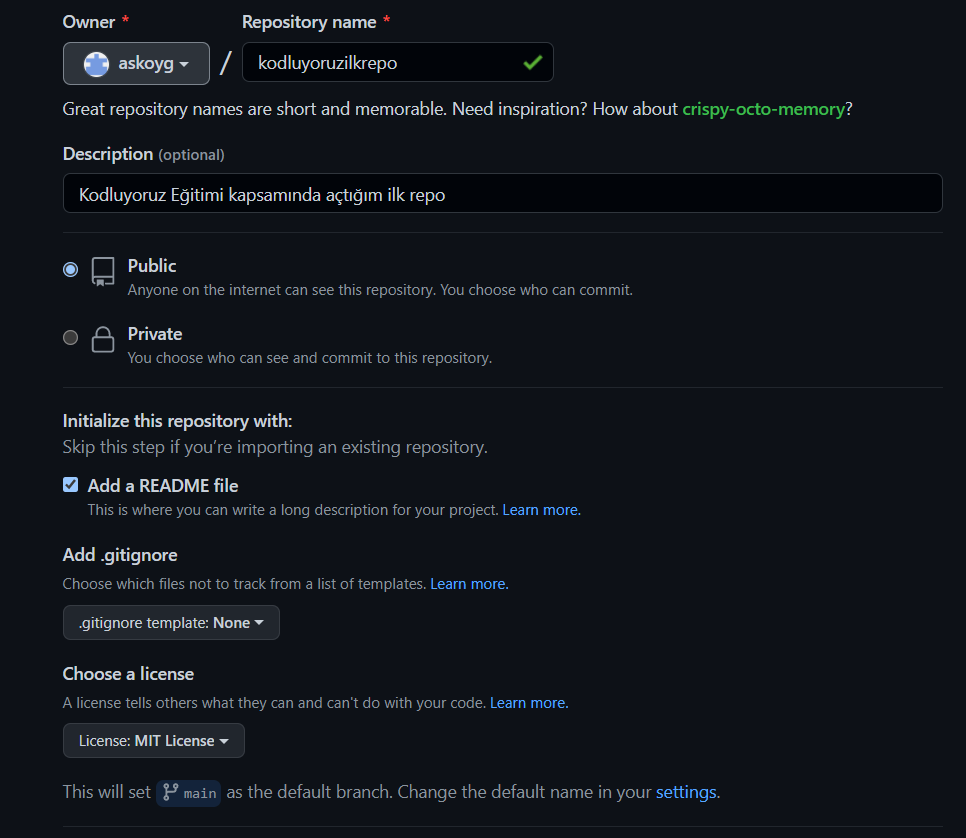 Owner * Repository name *
askoyg / kodluyoruzilkrepo
Great repository names are short and memorable. Need inspiration? How about crispy-octo-memory?
Description (optional)
Kodluyoruz Eğitimi kapsamında açtığım ilk repo
Public
Anyone on the internet can see this repository. You choose who can commit.
Private
You choose who can see and commit to this repository.
Initialize this repository with:
Skip this step if you’re importing an existing repository.
Add a README file
This is where you can write a long description for your project. Learn more.
Add .gitignore
Choose which files not to track from a list of templates. Learn more.
.gitignore template: None
Choose a license
A license tells others what they can and can't do with your code. Learn more.
License: MIT License
This will set main as the default branch. Change the default name in your settings.